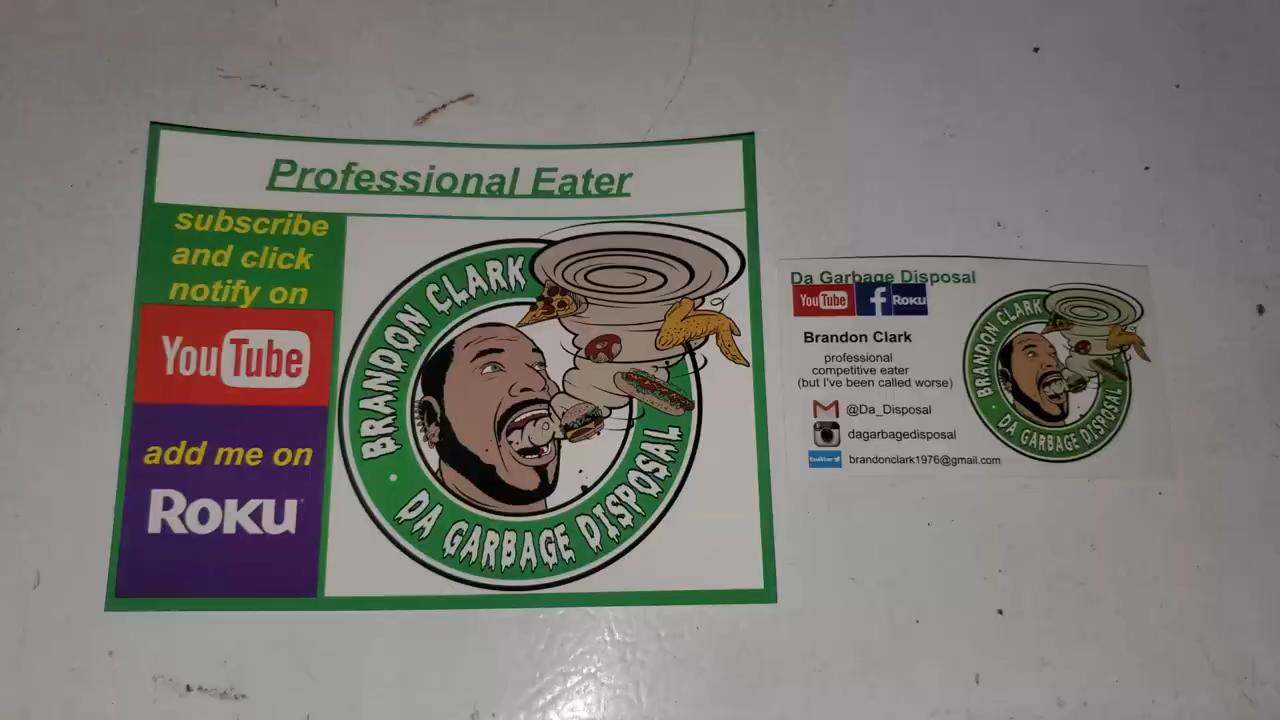 Professional Eater
subscribe
and click
notify on
YouTube
add me on
ROKU
BRANDON CLARK
DA GARBAGE DISPOSAL
Da Garbage Disposal
YouTube f ROKU
Brandon Clark
professional
competitive eater
(but I've been called worse)
@Da_Disposal
dagarbagedisposal
twitter brandonclark1976@gmail.com
BRANDON CLARK
DA GARBAGE DISPOSAL